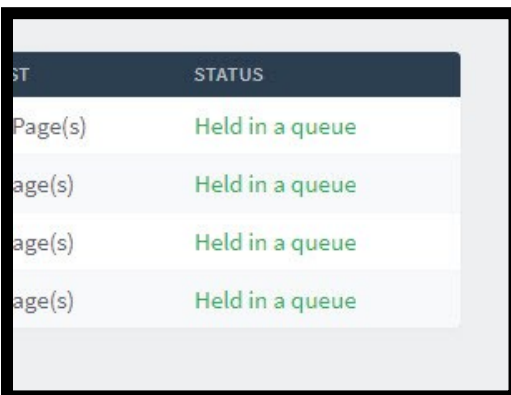 ST STATUS
Page(s) Held in a queue
age(s) Held in a queue
age(s) Held in a queue
age(s) Held in a queue